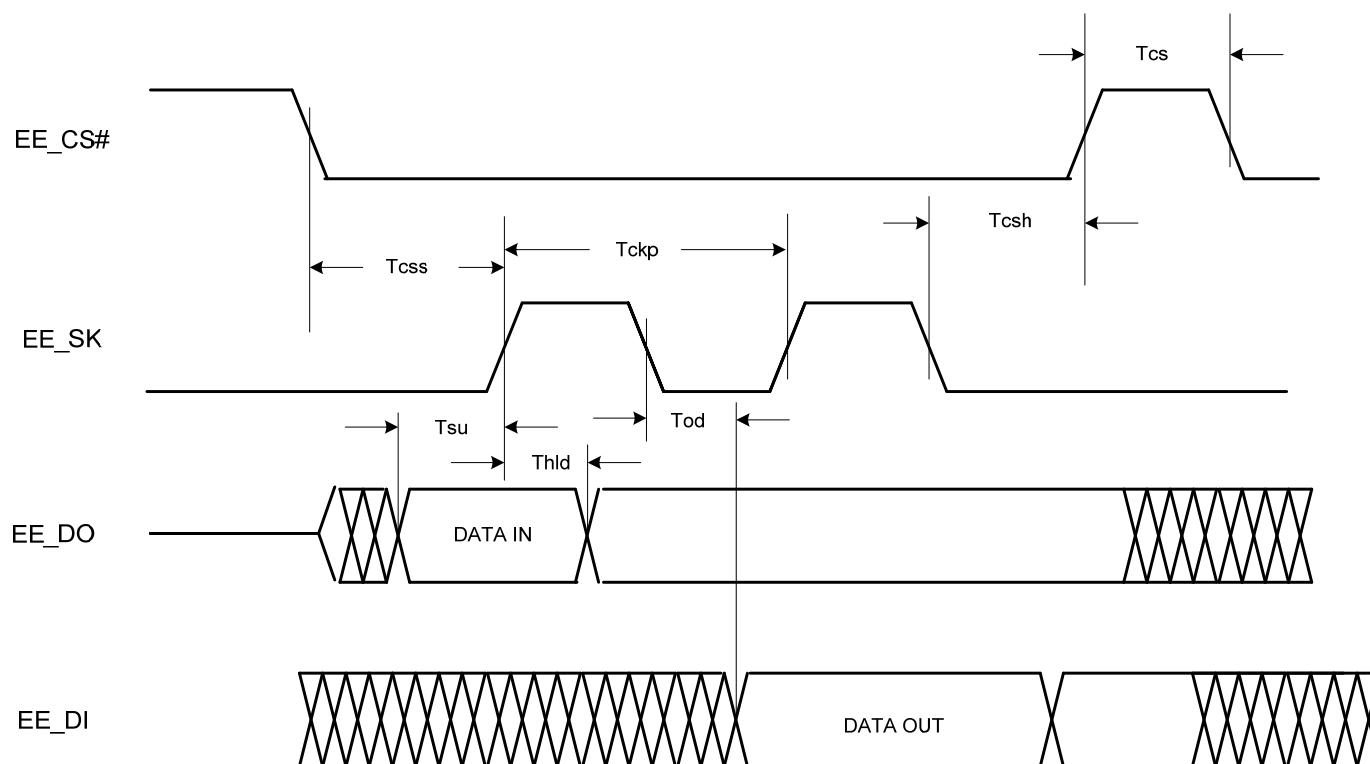 Tcs
EE_CS#
Tcsh
Tckp
Tcss
EE_SK
Tod
Tsu
Thld
EE_DO
DATA IN
EE_DI
DATA OUT